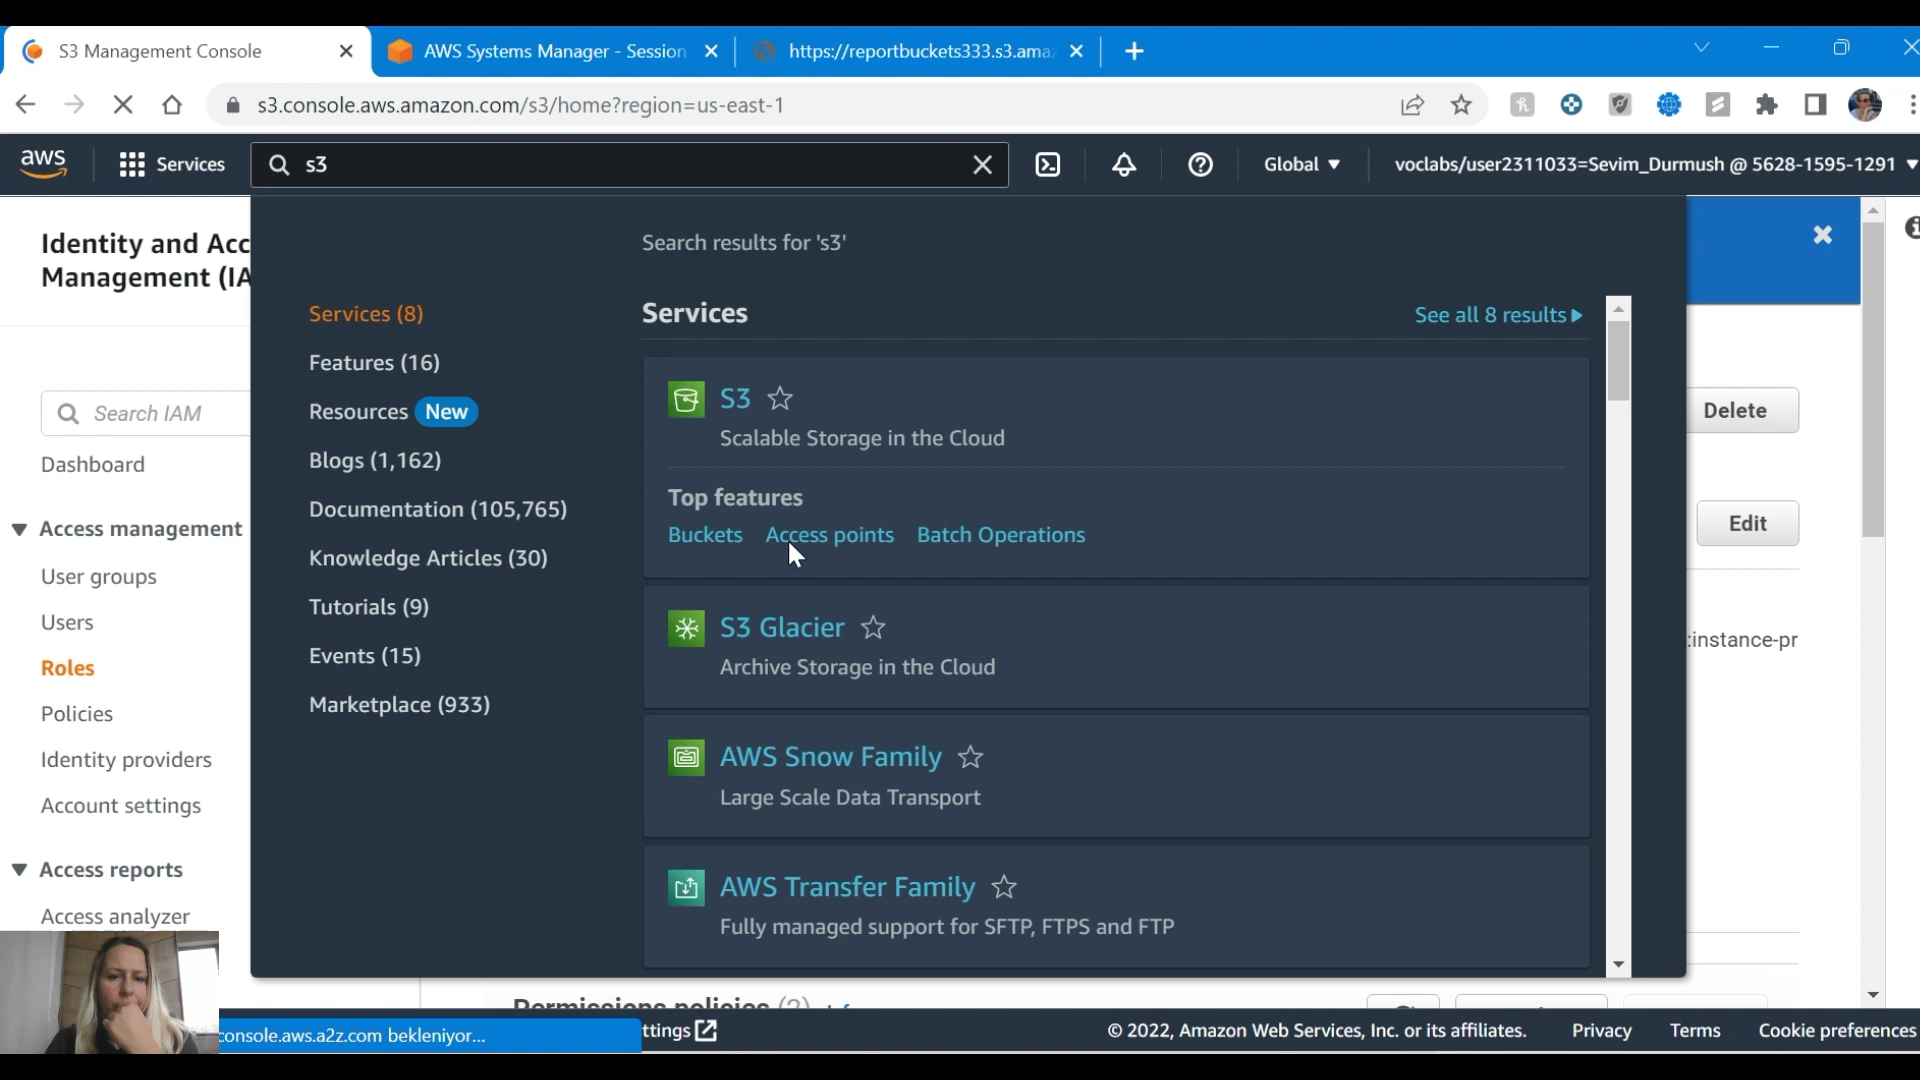 S3 Management Console
AWS Systems Manager - Session
https://reportbuckets333.s3.ama
s3.console.aws.amazon.com/s3/home?region=us-east-1
aws
Services
s3
Global
voclabs/user2311033=Sevim_Durmush @ 5628-1595-1291
Identity and Acc
Management (IA
Search IAM
Dashboard
Access management
User groups
Users
Roles
Policies
Identity providers
Account settings
Access reports
Access analyzer
Search results for 's3'
Services (8)
Features (16)
Resources New
Blogs (1,162)
Documentation (105,765)
Knowledge Articles (30)
Tutorials (9)
Events (15)
Marketplace (933)
Services
See all 8 results
S3
Scalable Storage in the Cloud
Top features
Buckets Access points Batch Operations
S3 Glacier
Archive Storage in the Cloud
AWS Snow Family
Large Scale Data Transport
AWS Transfer Family
Fully managed support for SFTP, FTPS and FTP
Delete
Edit
:instance-pr
Permissions policies (2)
console.aws.a2z.com bekleniyor...
ttings
© 2022, Amazon Web Services, Inc. or its affiliates.
Privacy
Terms
Cookie preferences